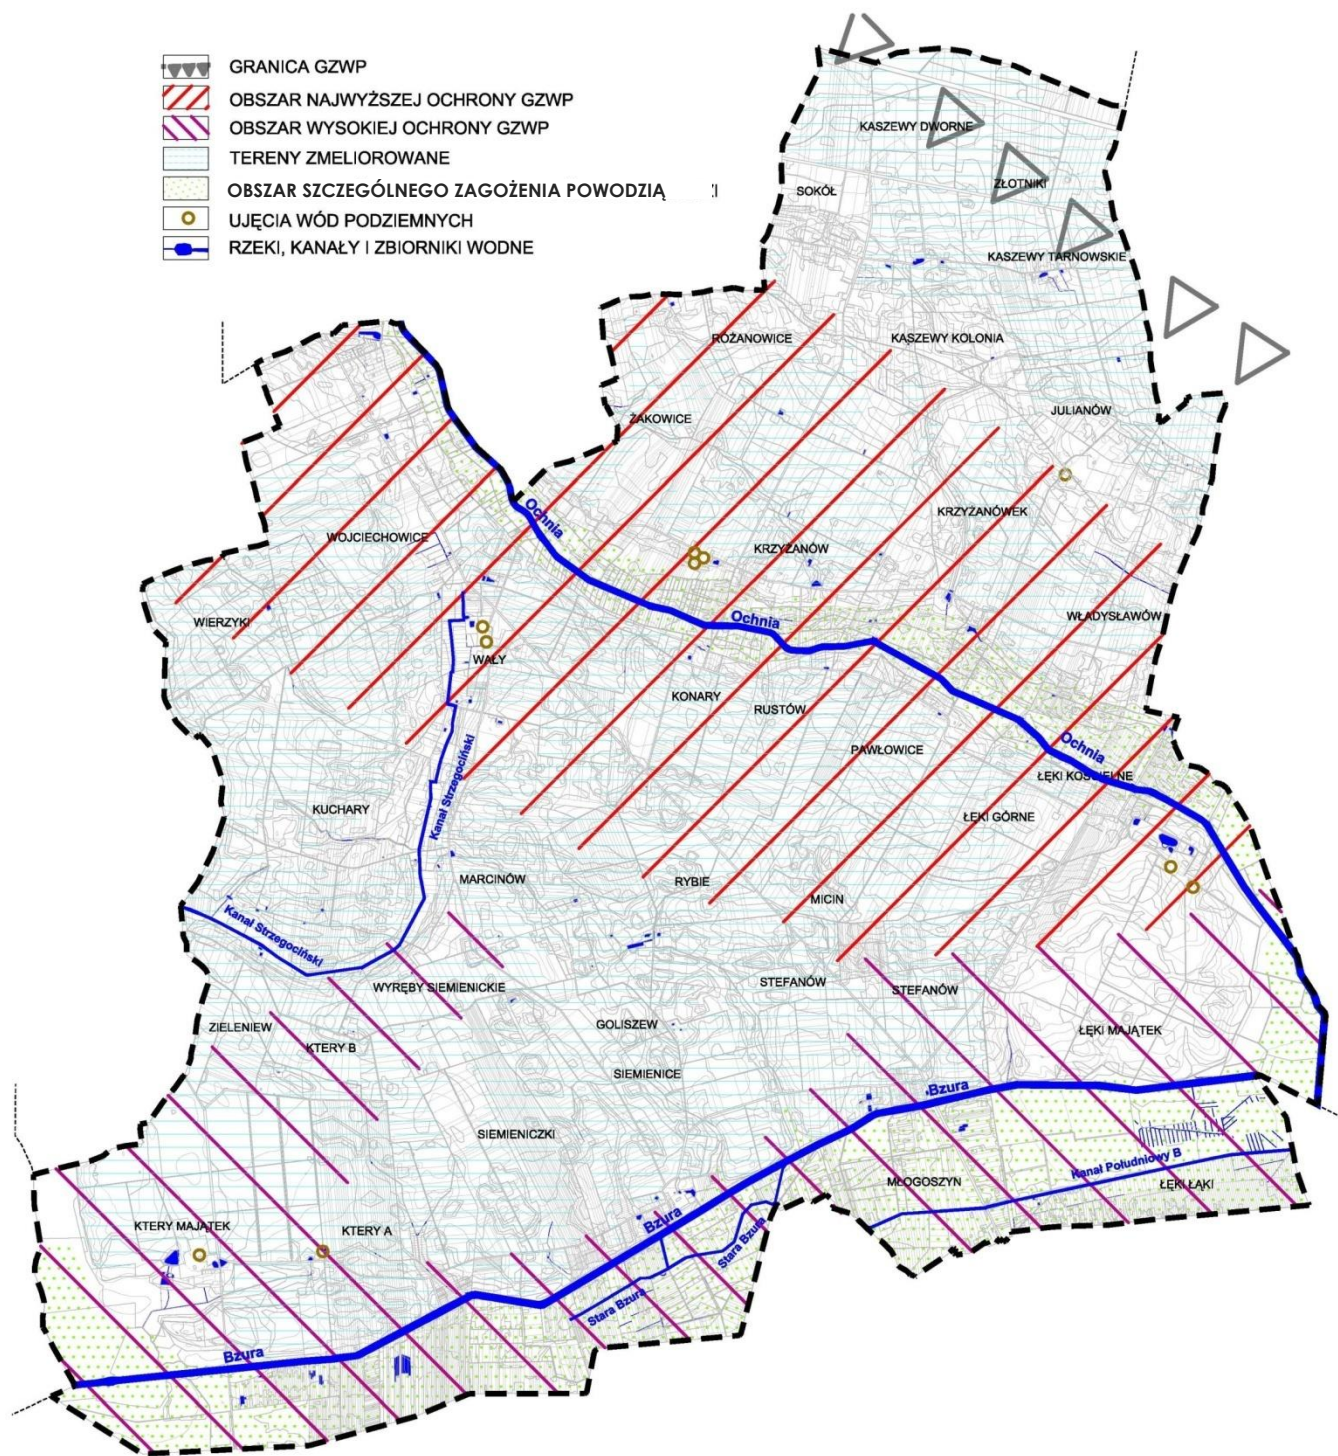 GRANICA GZWP
OBSZAR NAJWYŻSZEJ OCHRONY GZWP
OBSZAR WYSOKIEJ OCHRONY GZWP
TERENY ZMELIOROWANE
OBSZAR SZCZEGÓLNEGO ZAGOŻENIA POWODZIĄ
UJĘCIA WÓD PODZIEMNYCH
RZEKI, KANAŁY I ZBIORNIKI WODNE
KASZEWY DWORNE
ZŁOTNIKI
SOKÓŁ
KASZEWY TARNOWSKIE
RÓŻANOWICE
KASZEWY KOLONIA
ŻAKOWICE
JULIANÓW
Ochnia
KRZYŻANÓWEK
WOJCIECHOWICE
KRZYŻANÓW
WIERZYKI
Ochnia
WŁADYSŁAWÓW
WAŁY
KONARY
RUSTÓW
PAWŁOWICE
Ochnia
ŁĘKI KOŚCIELNE
Kanał Strzegociński
KUCHARY
ŁĘKI GÓRNE
MARCINÓW
RYBIE
MICIN
Kanał Strzegociński
WYRĘBY SIEMIENICKIE
STEFANÓW
STEFANÓW
ZIELENIEW
KTERY B
GOLISZEW
ŁĘKI MAJĄTEK
SIEMIENICE
Bzura
SIEMIENICZKI
Kanał Południowy B
MŁOGOSZYN
ŁĘKI ŁĄKI
KTERY MAJĄTEK
KTERY A
Bzura
Stara Bzura
Stara Bzura
Bzura